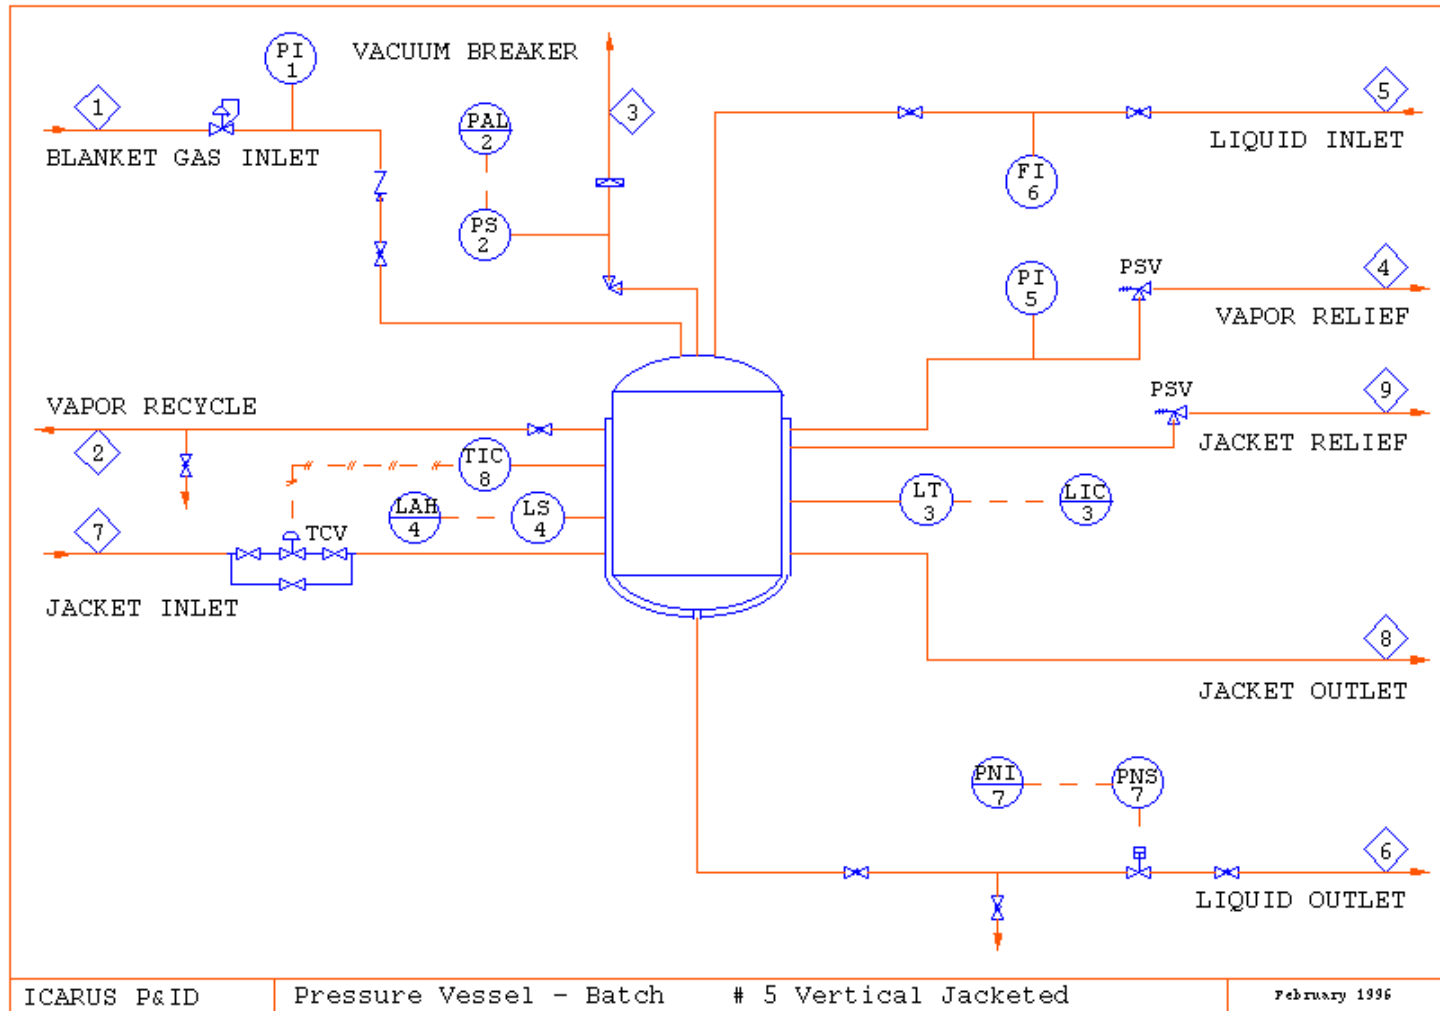 PI
1
VACUUM BREAKER
1
3
5
PAL
2
BLANKET GAS INLET
LIQUID INLET
FI
6
PS
2
PSV
4
PI
5
VAPOR RELIEF
VAPOR RECYCLE
PSV
9
JACKET RELIEF
2
TIC
8
LT
3
LIC
3
LAH
4
LS
4
7
TCV
JACKET INLET
8
JACKET OUTLET
PNI
7
PNS
7
6
LIQUID OUTLET
ICARUS P&ID
Pressure Vessel - Batch # 5 Vertical Jacketed
February 1996